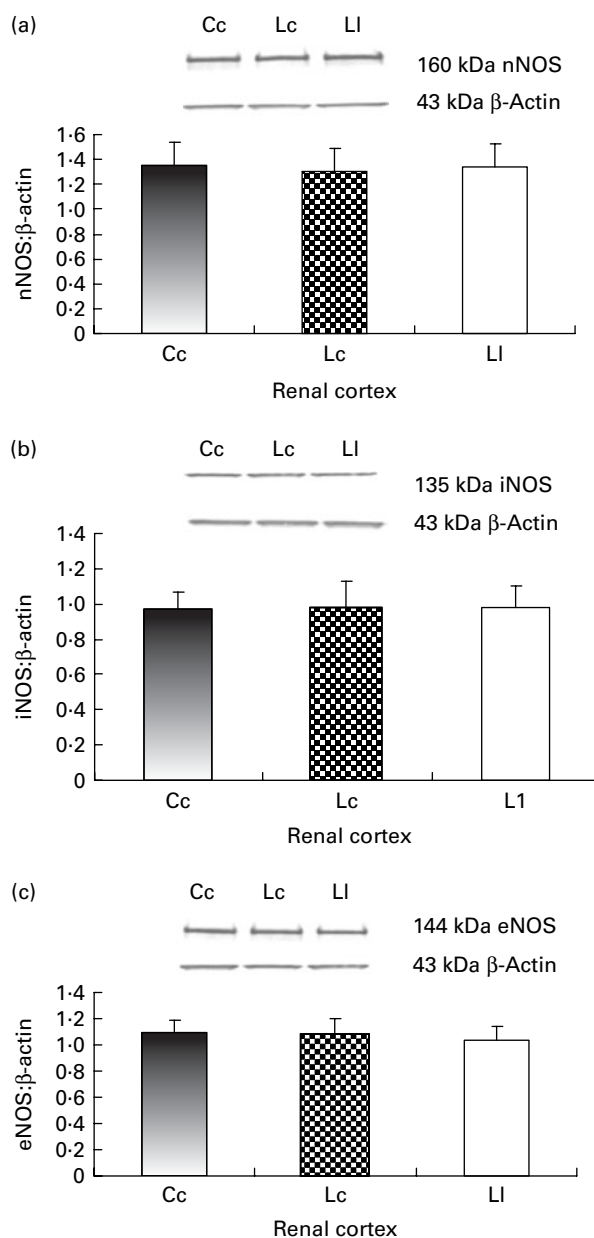 (a)
Cc Lc Ll
160 kDa nNOS
43 kDa β-Actin
nNOS:β-actin
1·6
1·4
1·2
1·0
0·8
0·6
0·4
0·2
0
Cc Lc Ll
Renal cortex
(b)
Cc Lc Ll
135 kDa iNOS
43 kDa β-Actin
iNOS:β-actin
1·4
1·2
1·0
0·8
0·6
0·4
0·2
0
Cc Lc L1
Renal cortex
(c)
Cc Lc Ll
144 kDa eNOS
43 kDa β-Actin
eNOS:β-actin
1·4
1·2
1·0
0·8
0·6
0·4
0·2
0
Cc Lc Ll
Renal cortex